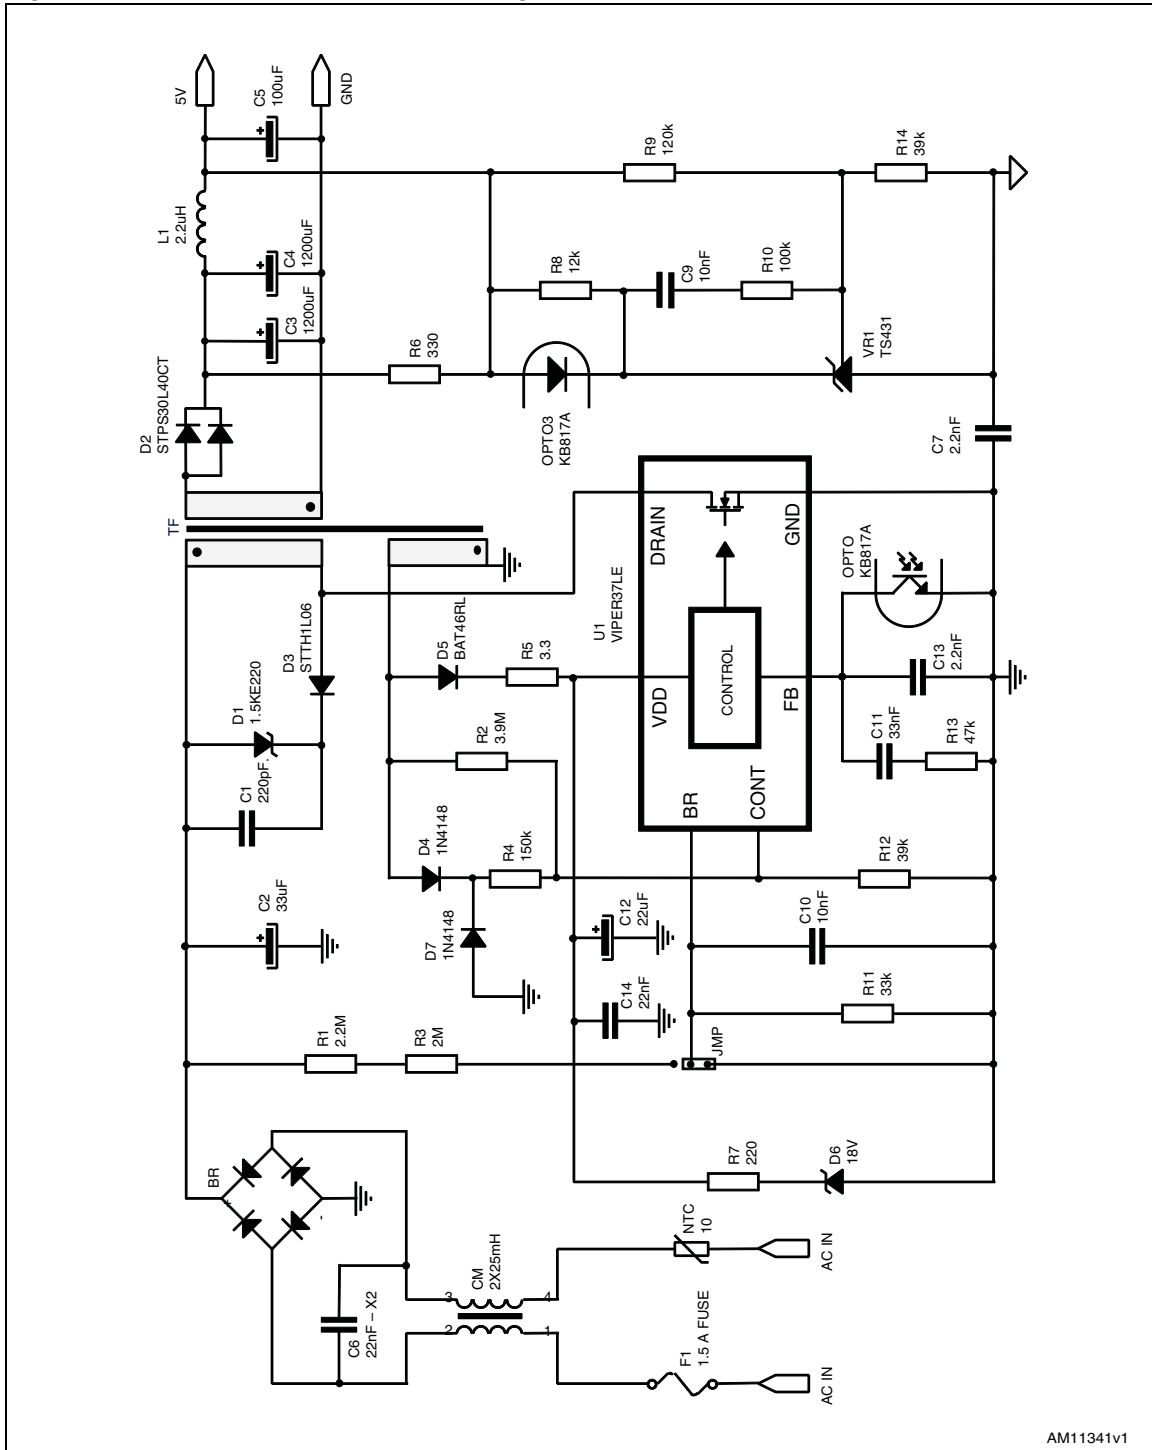 5V
GND
C5
100uF
L1
2.2uH
C4
1200uF
C3
1200uF
R9
120k
R14
39k
R8
12k
C9
10nF
R10
100k
R6
330
VR1
TS431
D2
STPS30L40CT
OPTO3
KB817A
C7
2.2nF
TF
DRAIN
GND
OPTO
KB817A
U1
VIPER37LE
D3
STTH1L06
D5
BAT46RL
R5
3.3
VDD
CONTROL
FB
C13
2.2nF
D1
1.5KE220
R2
3.9M
C11
33nF
R13
47k
C1
220pF.
BR
CONT
D4
1N4148
R4
150k
R12
39k
C2
33uF
D7
1N4148
C12
22uF
C10
10nF
C14
22nF
R11
33k
R1
2.2M
R3
2M
JMP
BR
+
-
R7
220
D6
18V
C6
22nF – X2
CM
2X25mH
3
4
2
1
NTC
10
AC IN
F1
1.5 A FUSE
AC IN
AM11341v1